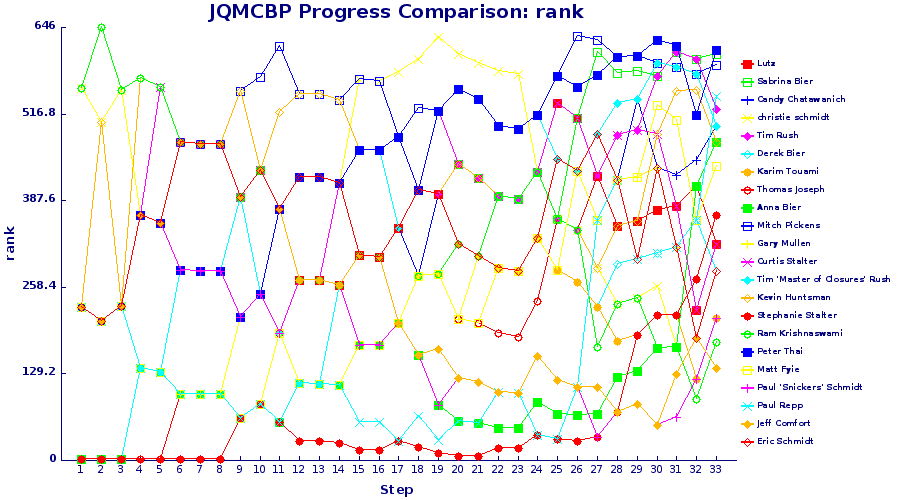 JQMCBP Progress Comparison: rank
646
516.8
387.6
258.4
129.2
0
rank
1 2 3 4 5 6 7 8 9 10 11 12 13 14 15 16 17 18 19 20 21 22 23 24 25 26 27 28 29 30 31 32 33
Step
Lutz
Sabrina Bier
Candy Chatawanich
christie schmidt
Tim Rush
Derek Bier
Karim Touami
Thomas Joseph
Anna Bier
Mitch Pickens
Gary Mullen
Curtis Stalter
Tim 'Master of Closures' Rush
Kevin Huntsman
Stephanie Stalter
Ram Krishnaswami
Peter Thai
Matt Fyie
Paul 'Snickers' Schmidt
Paul Repp
Jeff Comfort
Eric Schmidt